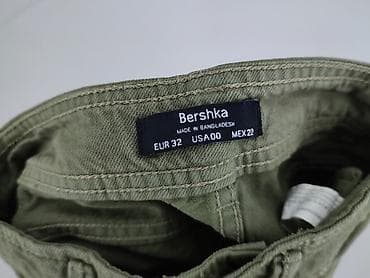 Bershka
MADE IN BANGLADESH
EUR 32 USA 00 MEX 22